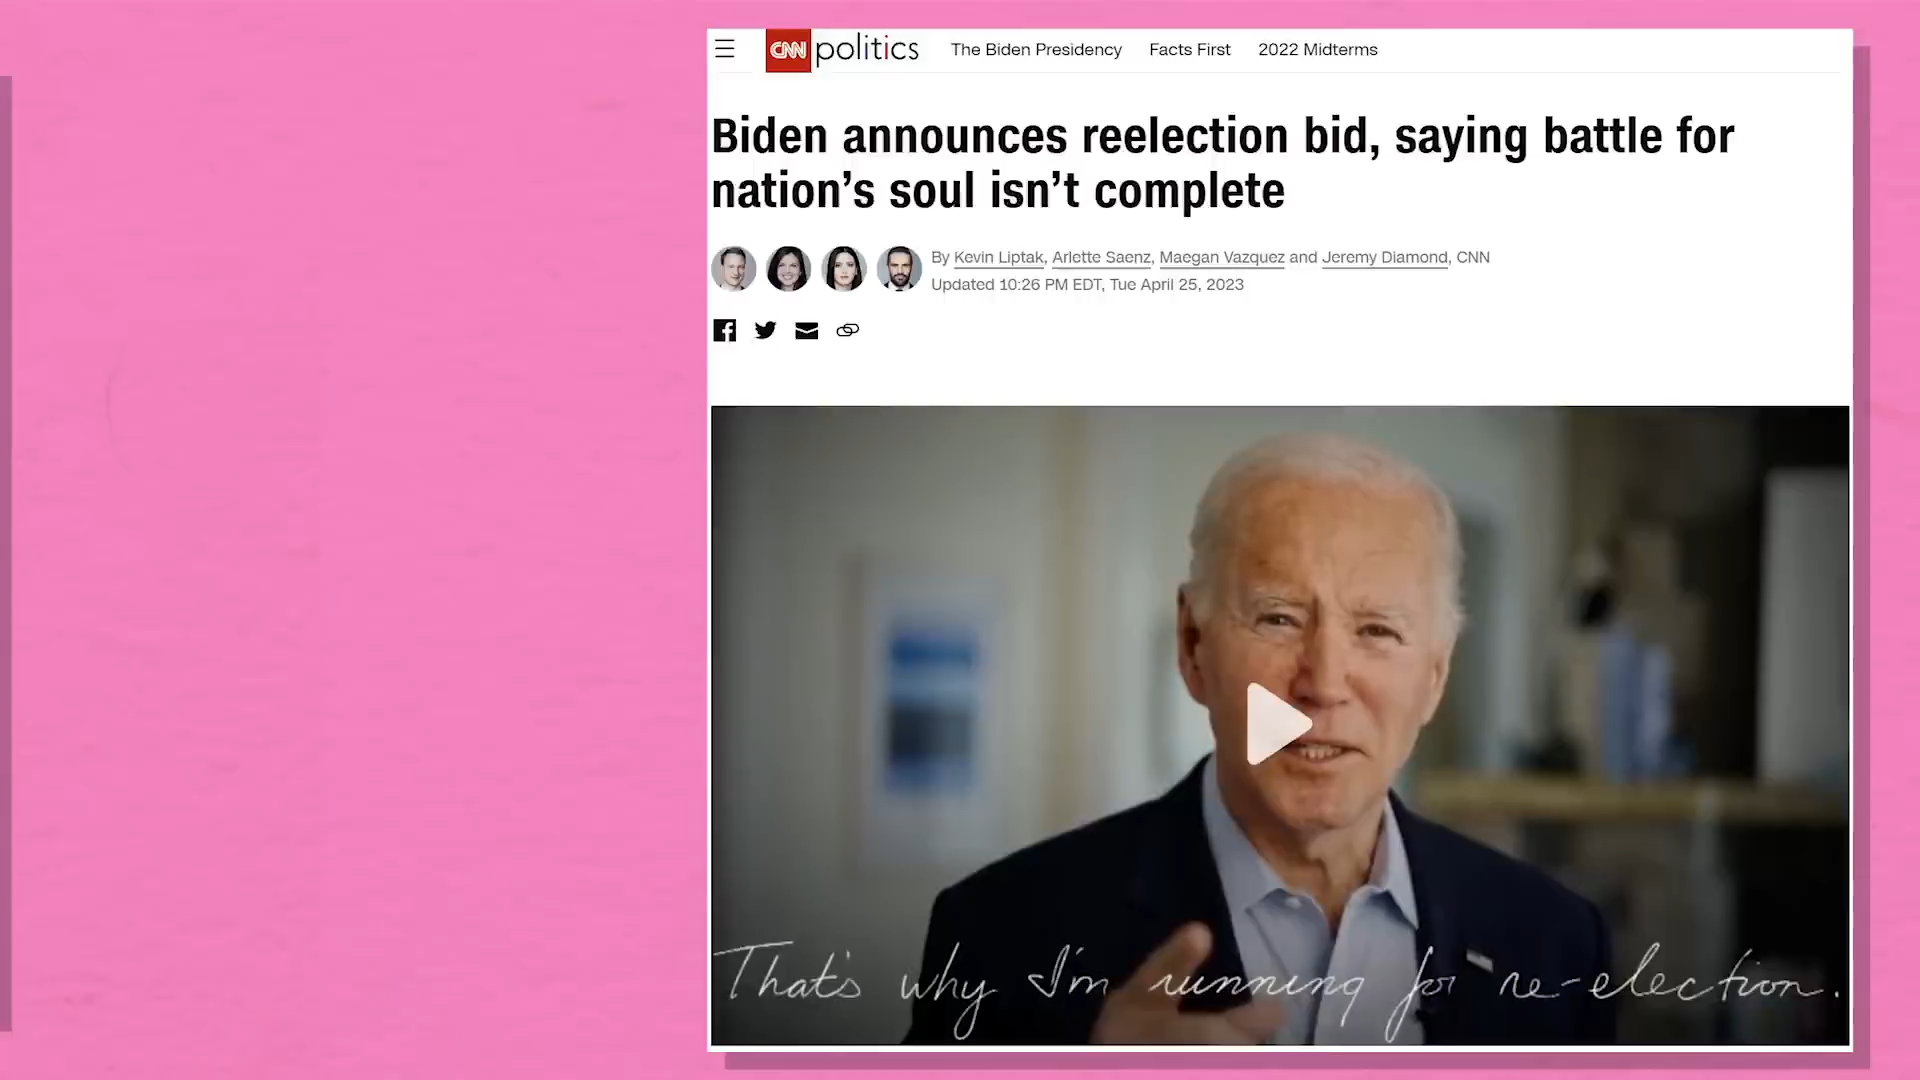 CNN politics The Biden Presidency Facts First 2022 Midterms
Biden announces reelection bid, saying battle for
nation’s soul isn’t complete
By Kevin Liptak, Arlette Saenz, Maegan Vazquez and Jeremy Diamond, CNN
Updated 10:26 PM EDT, Tue April 25, 2023
That's why I'm running for re-election.